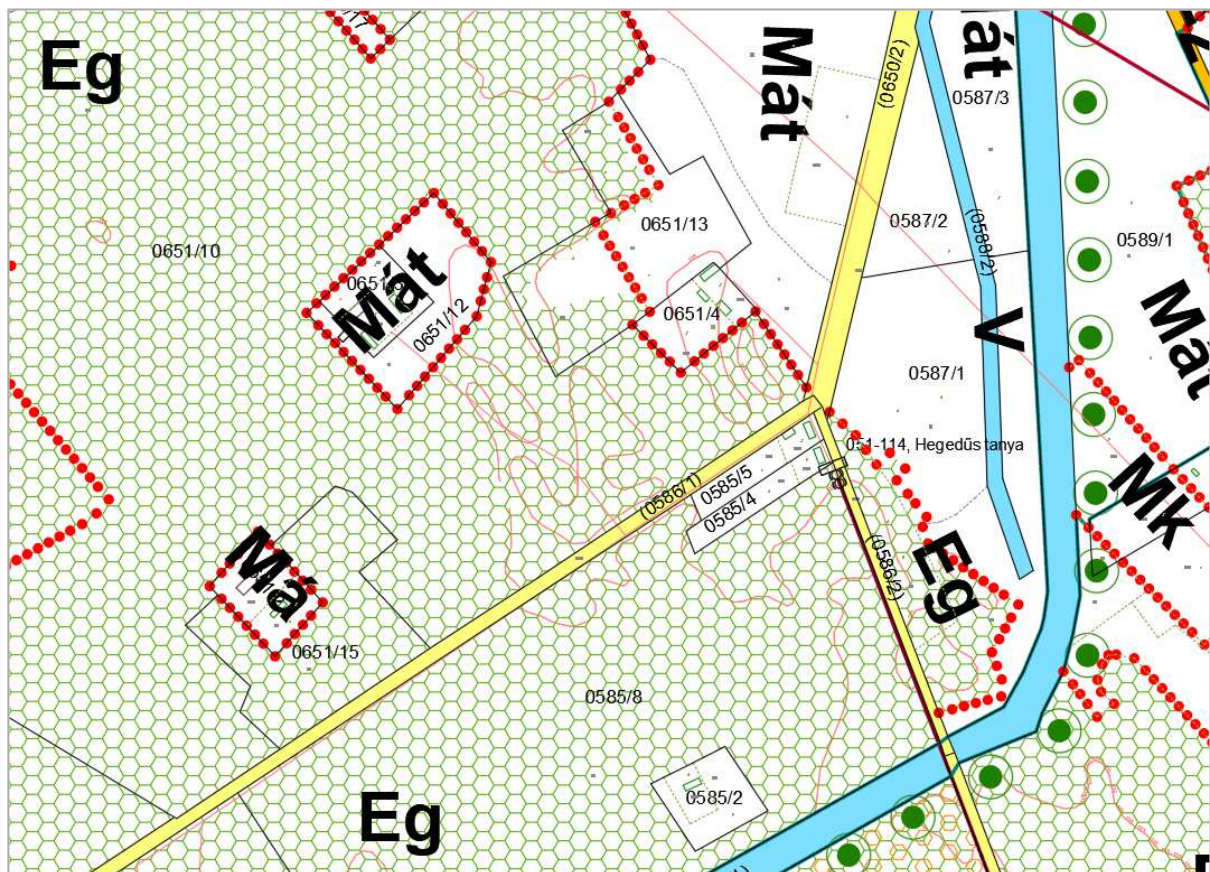 Eg
Mát
(0650/2)
Mát
0587/3
0651/10
0651/13
0587/2
(0588/2)
0589/1
Mát
0651/12
0651/4
Mát
V
0587/1
051-114, Hegedűs tanya
0585/5
(0586/1)
0585/4
Mk
(0586/2)
Eg
Má
0651/15
0585/8
0585/2
Eg